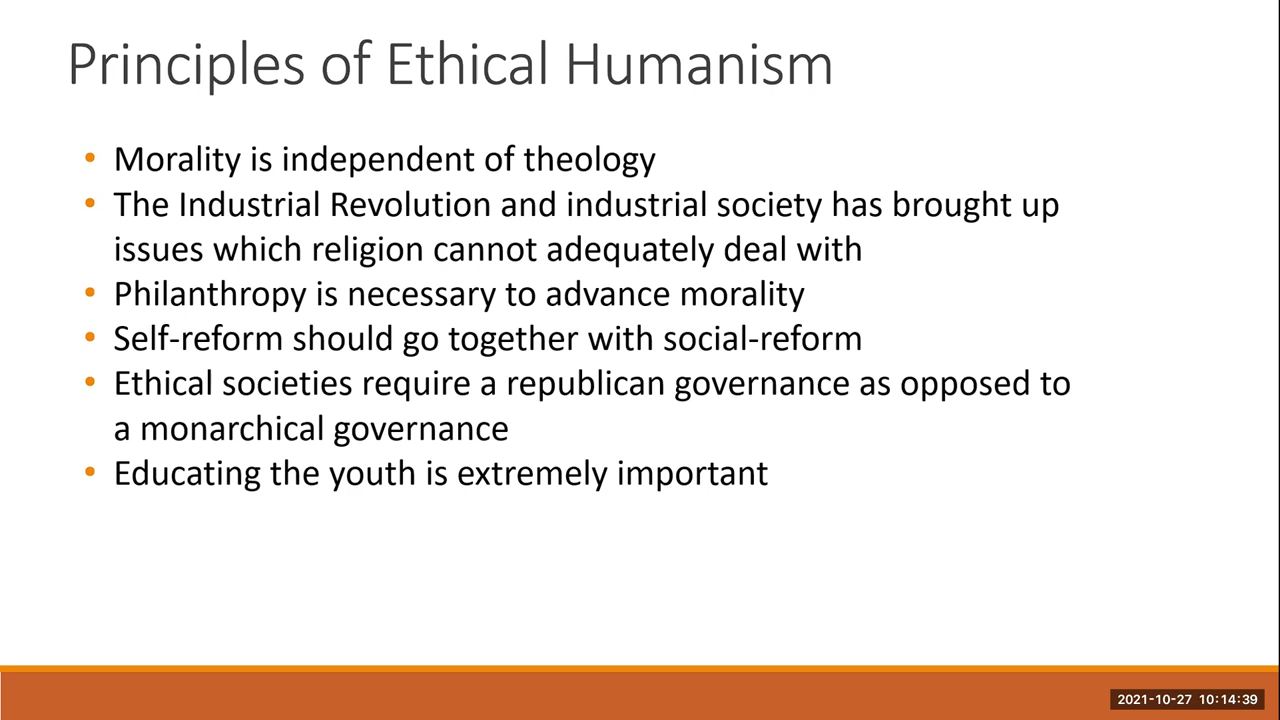 Principles of Ethical Humanism
• Morality is independent of theology
• The Industrial Revolution and industrial society has brought up
issues which religion cannot adequately deal with
• Philanthropy is necessary to advance morality
• Self-reform should go together with social-reform
• Ethical societies require a republican governance as opposed to
a monarchical governance
• Educating the youth is extremely important
2021-10-27 10:14:39